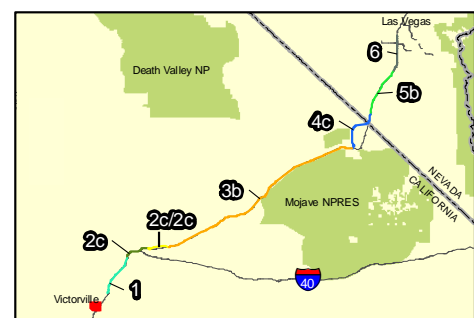 Las Vegas
6
Death Valley NP
5b
4c
NEVADA
CALIFORNIA
3b
Mojave NPRES
2c/2c
2c
40
1
Victorville